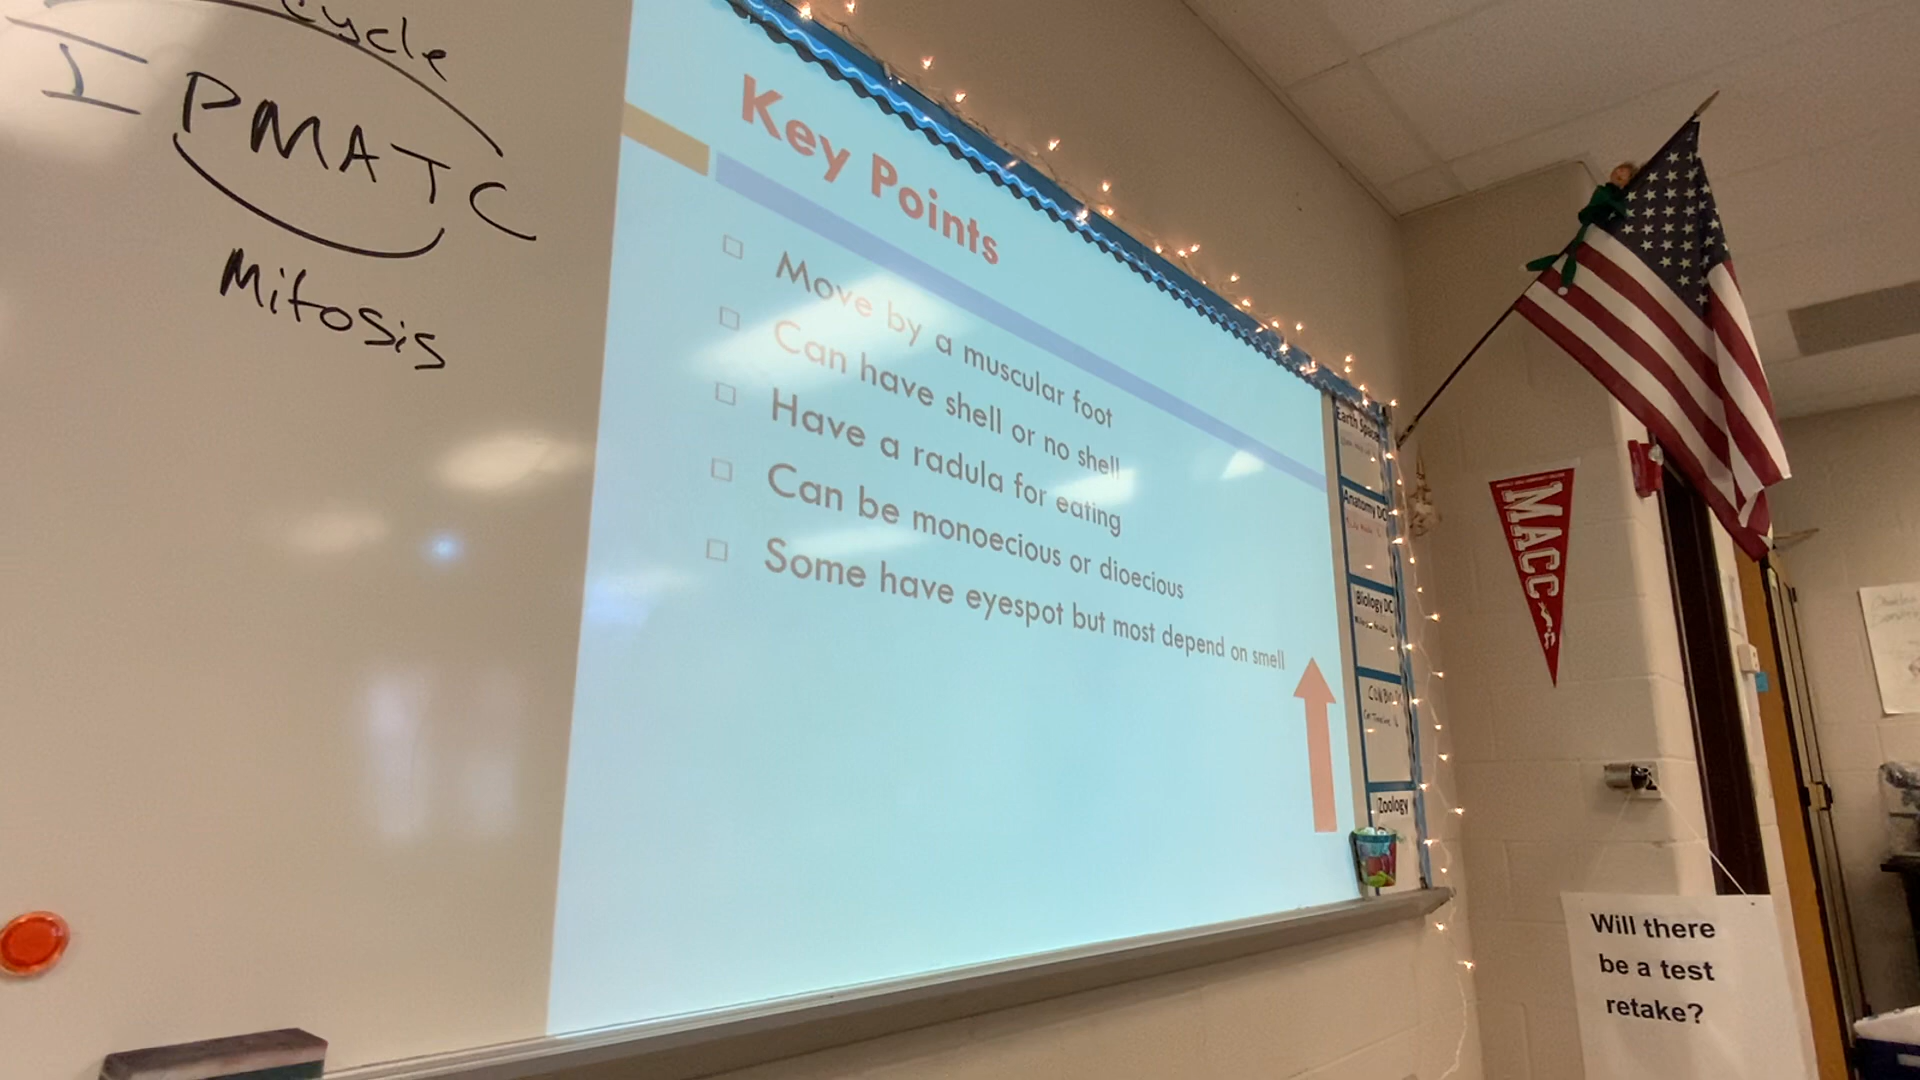 cycle
I PMATC
Mitosis
Key Points
Move by a muscular foot
Can have shell or no shell
Have a radula for eating
Can be monoecious or dioecious
Some have eyespot but most depend on smell
Earth Space
Anatomy DC
Biology DC
Zoology
MACC
Will there
be a test
retake?